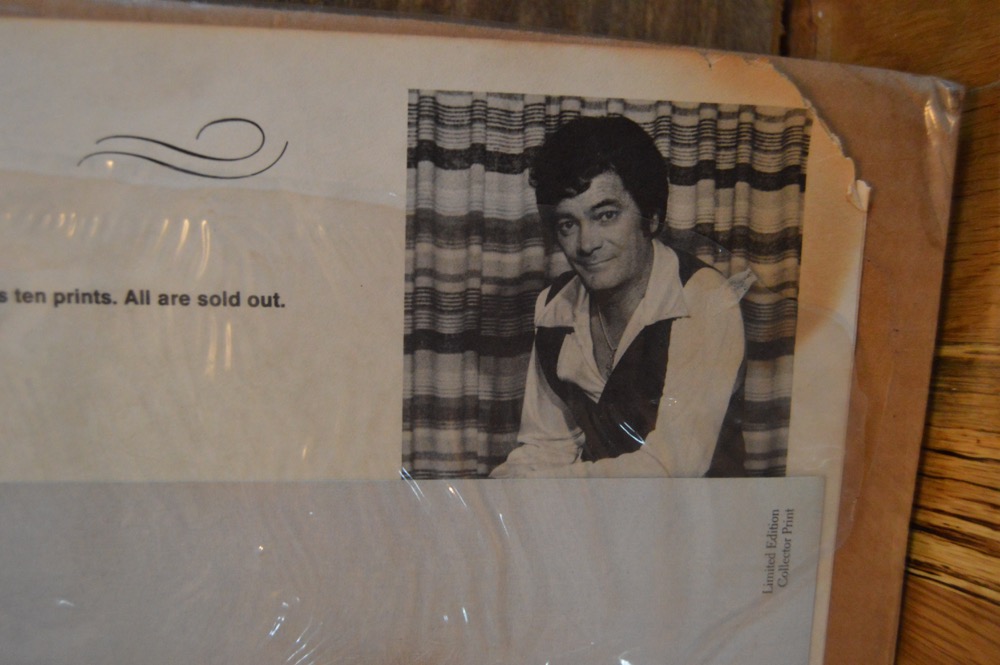 s ten prints. All are sold out.
Limited Edition
Collector Print